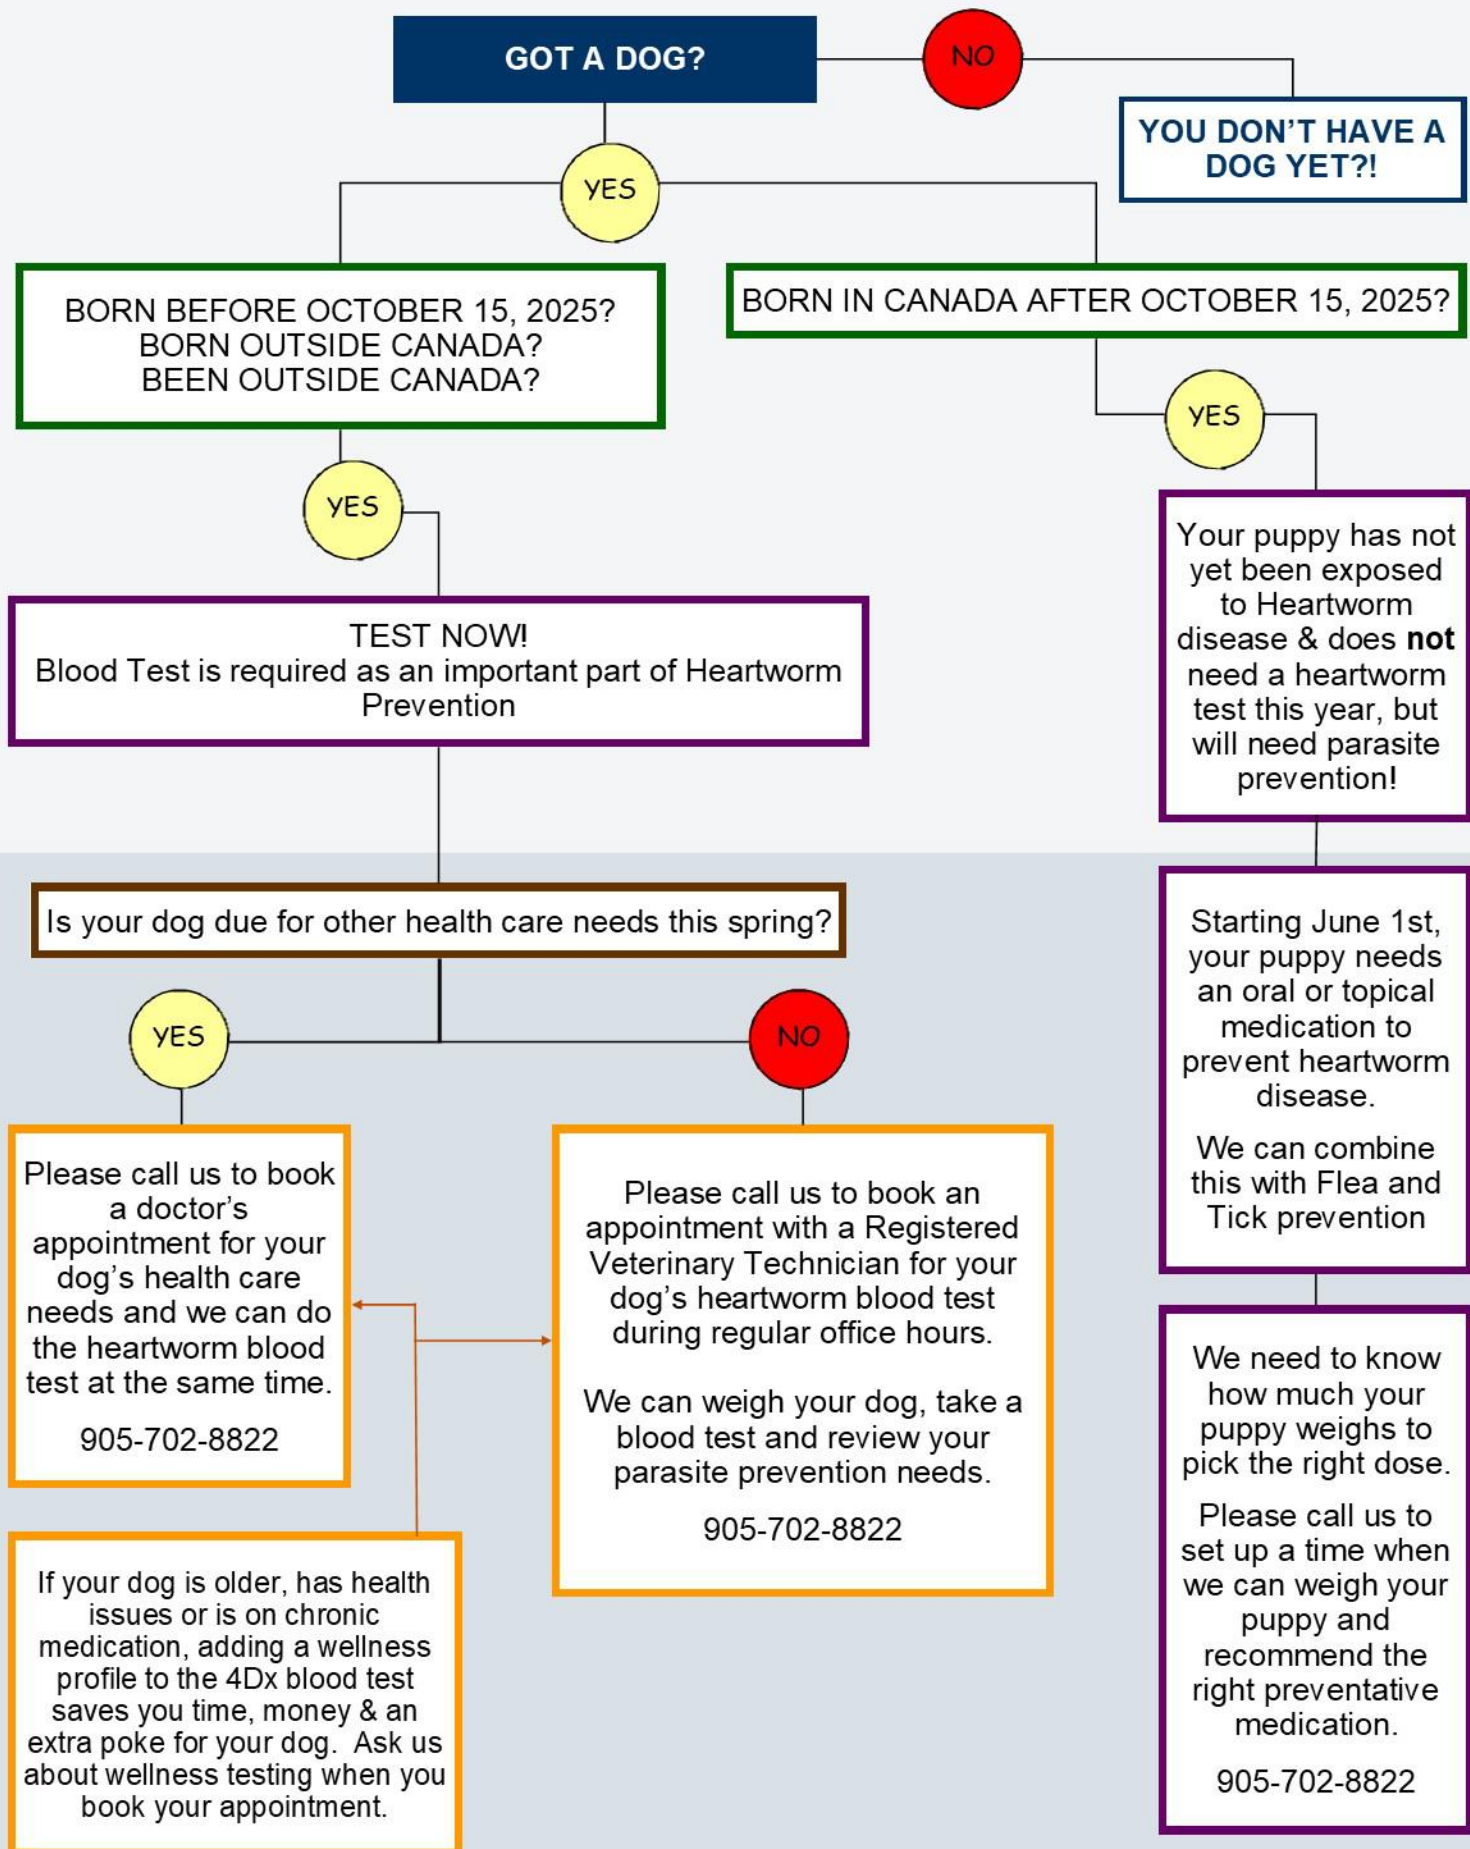 GOT A DOG?
NO
YOU DON'T HAVE A
DOG YET?!
YES
BORN BEFORE OCTOBER 15, 2025?
BORN OUTSIDE CANADA?
BEEN OUTSIDE CANADA?
BORN IN CANADA AFTER OCTOBER 15, 2025?
YES
YES
TEST NOW!
Blood Test is required as an important part of Heartworm
Prevention
Your puppy has not
yet been exposed
to Heartworm
disease & does not
need a heartworm
test this year, but
will need parasite
prevention!
Is your dog due for other health care needs this spring?
YES
NO
Please call us to book
a doctor's
appointment for your
dog's health care
needs and we can do
the heartworm blood
test at the same time.
905-702-8822
Please call us to book an
appointment with a Registered
Veterinary Technician for your
dog's heartworm blood test
during regular office hours.
We can weigh your dog, take a
blood test and review your
parasite prevention needs.
905-702-8822
Starting June 1st,
your puppy needs
an oral or topical
medication to
prevent heartworm
disease.
We can combine
this with Flea and
Tick prevention
We need to know
how much your
puppy weighs to
pick the right dose.
Please call us to
set up a time when
we can weigh your
puppy and
recommend the
right preventative
medication.
905-702-8822
If your dog is older, has health
issues or is on chronic
medication, adding a wellness
profile to the 4Dx blood test
saves you time, money & an
extra poke for your dog.  Ask us
about wellness testing when you
book your appointment.